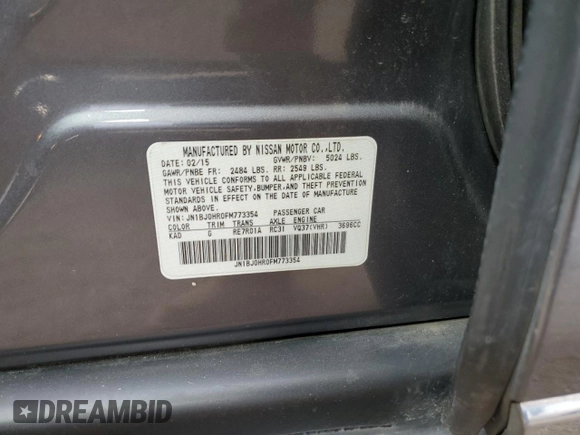 MANUFACTURED BY NISSAN MOTOR CO.,LTD.
DATE: 02/15 GVWR/PNBV: 5024 LBS.
GAWR/PNBE FR: 2484 LBS. RR: 2549 LBS.
THIS VEHICLE CONFORMS TO ALL APPLICABLE FEDERAL
MOTOR VEHICLE SAFETY-BUMPER-AND THEFT PREVENTION
STANDARDS IN EFFECT ON THE DATE OF MANUFACTURE
SHOWN ABOVE.
VIN: JN1BJ0HR0FM773354 PASSENGER CAR
COLOR TRIM TRANS AXLE ENGINE
KAD G RE7R01A RC31 VQ37(VHR) 3696CC
JN1BJ0HR0FM773354
DREAMBID